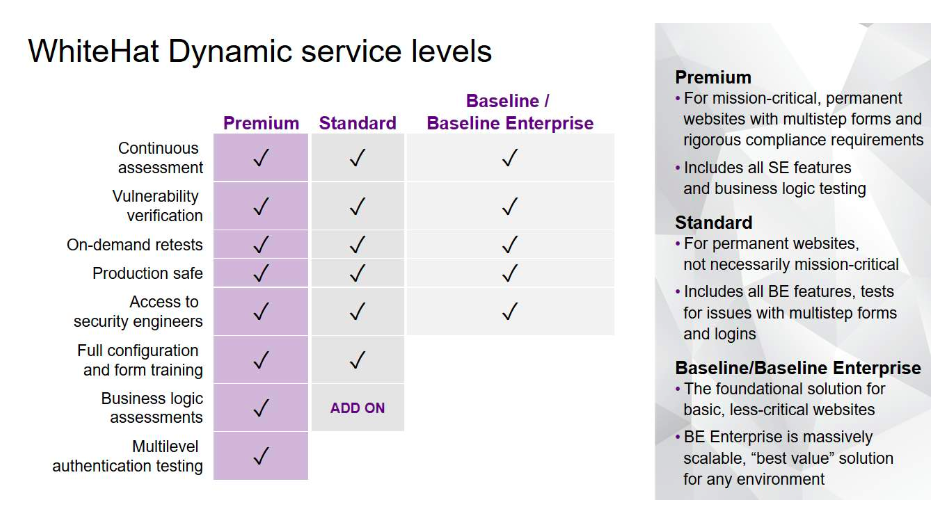 WhiteHat Dynamic service levels
Premium
Standard
Baseline /
Baseline Enterprise
Continuous
assessment
✓ ✓ ✓
Vulnerability
verification
✓ ✓ ✓
On-demand retests
✓ ✓ ✓
Production safe
✓ ✓ ✓
Access to
security engineers
✓ ✓ ✓
Full configuration
and form training
✓ ✓
Business logic
assessments
✓ ADD ON
Multilevel
authentication testing
✓
Premium
• For mission-critical, permanent
websites with multistep forms and
rigorous compliance requirements
• Includes all SE features
and business logic testing
Standard
• For permanent websites,
not necessarily mission-critical
• Includes all BE features, tests
for issues with multistep forms
and logins
Baseline/Baseline Enterprise
• The foundational solution for
basic, less-critical websites
• BE Enterprise is massively
scalable, “best value” solution
for any environment